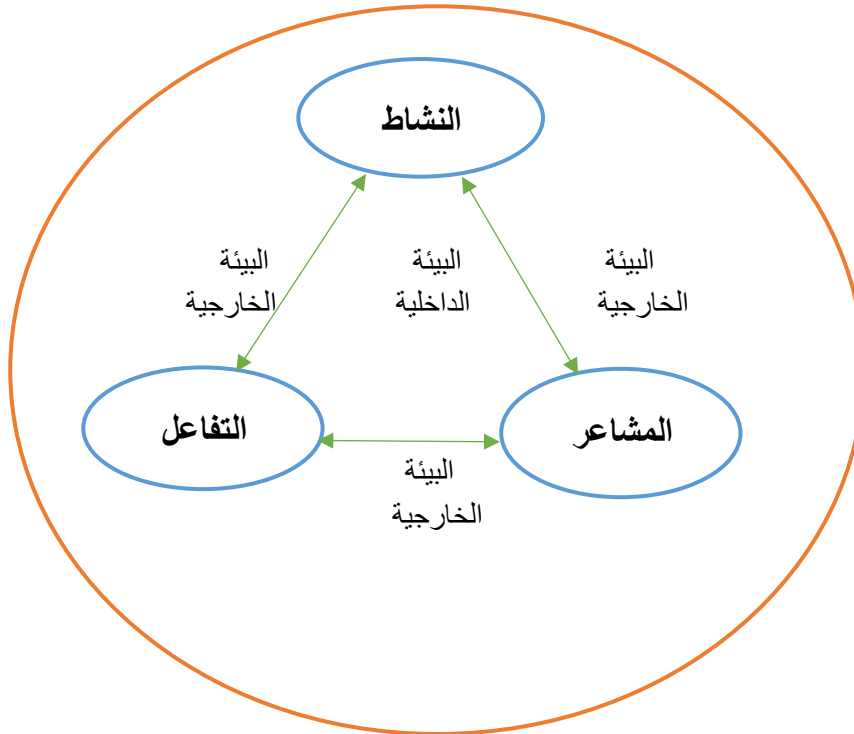 النشاط
البيئة
الخارجية
البيئة
الداخلية
البيئة
الخارجية
المشاعر
التفاعل
البيئة
الخارجية